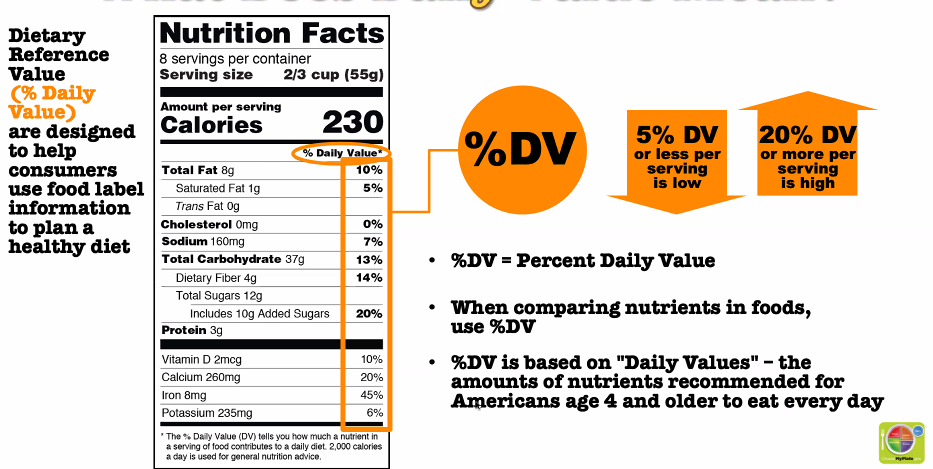 Dietary
Reference
Value
(% Daily
Value)
are designed
to help
consumers
use food label
information
to plan a
healthy diet
Nutrition Facts
8 servings per container
Serving size 2/3 cup (55g)
Amount per serving
Calories 230
% Daily Value*
Total Fat 8g 10%
Saturated Fat 1g 5%
Trans Fat 0g
Cholesterol 0mg 0%
Sodium 160mg 7%
Total Carbohydrate 37g 13%
Dietary Fiber 4g 14%
Total Sugars 12g
Includes 10g Added Sugars 20%
Protein 3g
Vitamin D 2mcg 10%
Calcium 260mg 20%
Iron 8mg 45%
Potassium 235mg 6%
* The % Daily Value (DV) tells you how much a nutrient in
a serving of food contributes to a daily diet. 2,000 calories
a day is used for general nutrition advice.
%DV
5% DV
or less per
serving
is low
20% DV
or more per
serving
is high
• %DV = Percent Daily Value
• When comparing nutrients in foods,
use %DV
• %DV is based on "Daily Values" – the
amounts of nutrients recommended for
Americans age 4 and older to eat every day